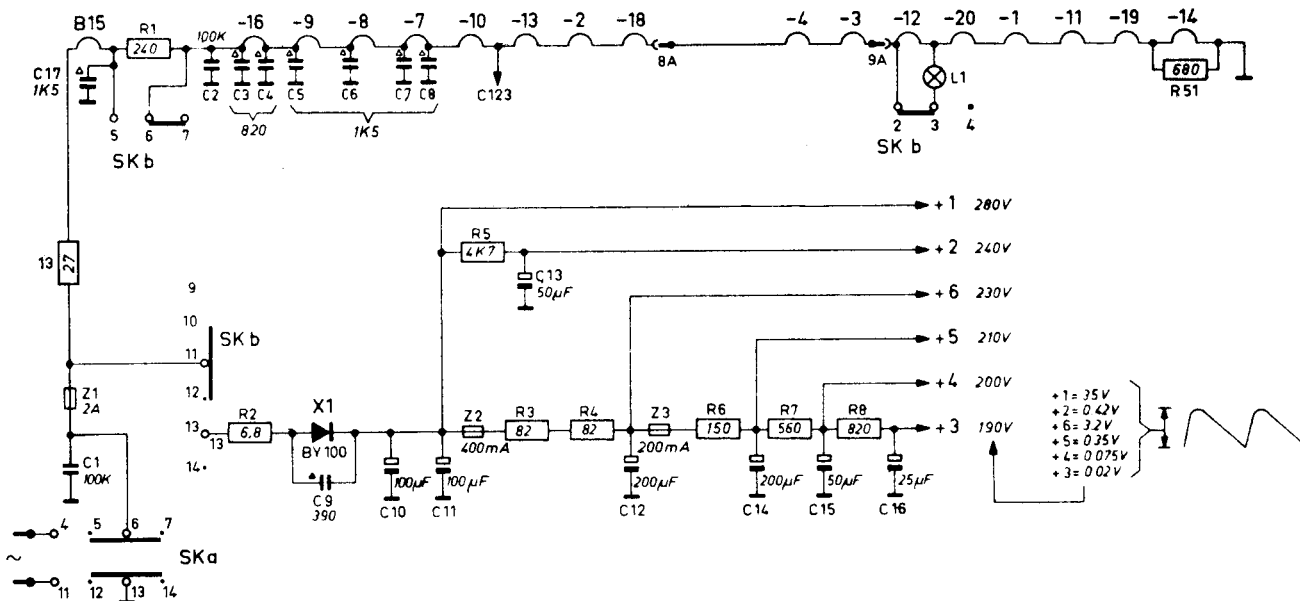 B15 R1 100K -16 -9 -8 -7 -10 -13 -2 -18 -4 -3 -12 -20 -1 -11 -19 -14
240
C17
1K5
C2 C3 C4 C5 C6 C7 C8 C123 8A 9A L1 680
R51
820 1K5
5 6 7 2 3 4
SKb SKb
+1 280V
R5
4K7 +2 240V
13 27
C13
50µF
9 +6 230V
10
SKb
11 +5 210V
12
Z1
2A +4 200V
13 13 R2 X1 Z2 R3 R4 Z3 R6 R7 R8 +3 190V
6,8 BY100 400mA 82 82 200mA 150 560 820
14
C1
100K
C9
390
100µF 100µF 200µF 200µF 50µF 25µF
C10 C11 C12 C14 C15 C16
+1=35V
+2=0.42V
+6=3.2V
+5=0.35V
+4=0.075V
+3=0.02V
4 5 6 7
~ SKa
11 12 13 14